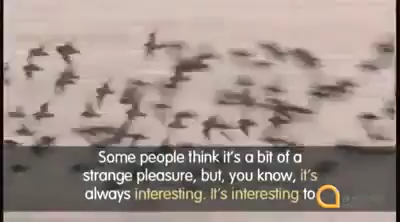 Some people think it's a bit of a
strange pleasure, but, you know, it's
always interesting. It's interesting to